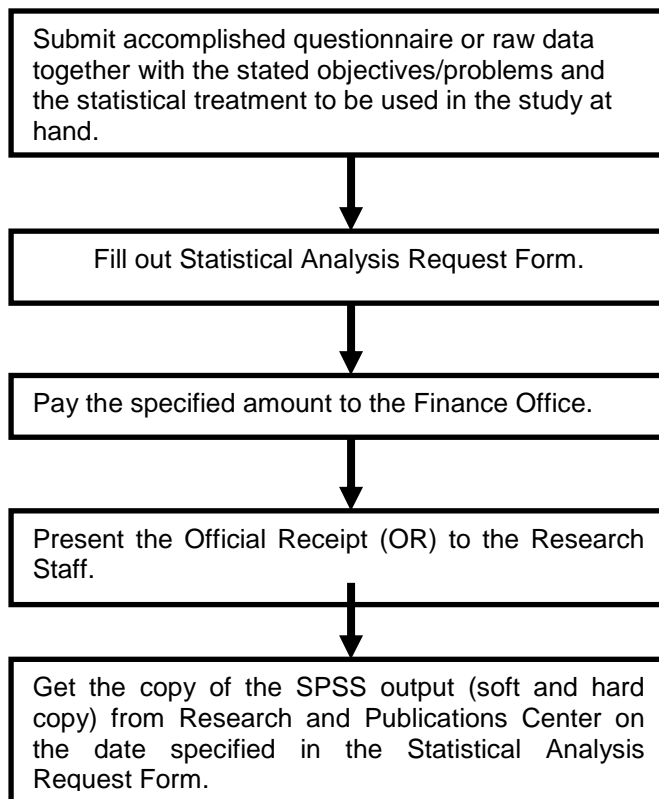 Submit accomplished questionnaire or raw data
together with the stated objectives/problems and
the statistical treatment to be used in the study at
hand.
Fill out Statistical Analysis Request Form.
Pay the specified amount to the Finance Office.
Present the Official Receipt (OR) to the Research
Staff.
Get the copy of the SPSS output (soft and hard
copy) from Research and Publications Center on
the date specified in the Statistical Analysis
Request Form.